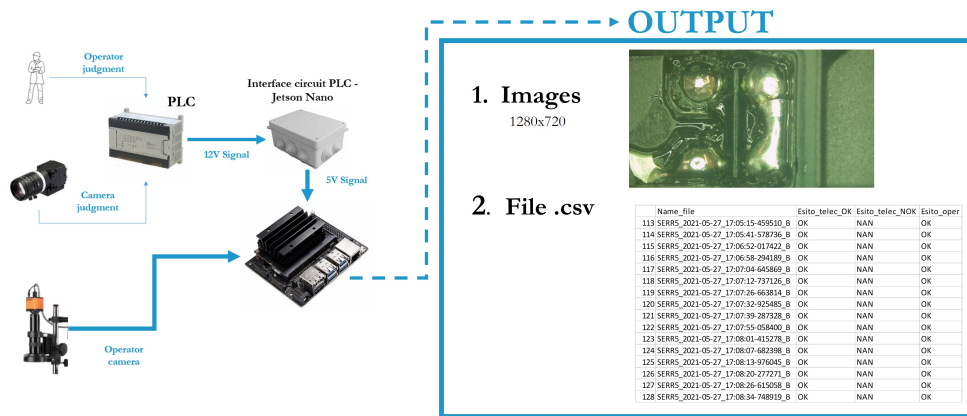 OUTPUT
Operator
judgment
PLC
Interface circuit PLC -
Jetson Nano
12V Signal
5V Signal
Camera
judgment
Operator
camera
1. Images
1280x720
2. File .csv
Name_file Esito_telec_OK Esito_telec_NOK Esito_oper
113 SERR5_2021-05-27_17:05:15-459510_B OK NAN OK
114 SERR5_2021-05-27_17:05:41-578736_B OK NAN OK
115 SERR5_2021-05-27_17:06:52-017422_B OK NAN OK
116 SERR5_2021-05-27_17:06:58-294189_B OK NAN OK
117 SERR5_2021-05-27_17:07:04-645869_B OK NAN OK
118 SERR5_2021-05-27_17:07:12-737126_B OK NAN OK
119 SERR5_2021-05-27_17:07:26-663814_B OK NAN OK
120 SERR5_2021-05-27_17:07:32-925485_B OK NAN OK
121 SERR5_2021-05-27_17:07:39-287328_B OK NAN OK
122 SERR5_2021-05-27_17:07:55-058400_B OK NAN OK
123 SERR5_2021-05-27_17:08:01-415278_B OK NAN OK
124 SERR5_2021-05-27_17:08:07-682398_B OK NAN OK
125 SERR5_2021-05-27_17:08:13-976045_B OK NAN OK
126 SERR5_2021-05-27_17:08:20-277271_B OK NAN OK
127 SERR5_2021-05-27_17:08:26-615058_B OK NAN OK
128 SERR5_2021-05-27_17:08:34-748919_B OK NAN OK